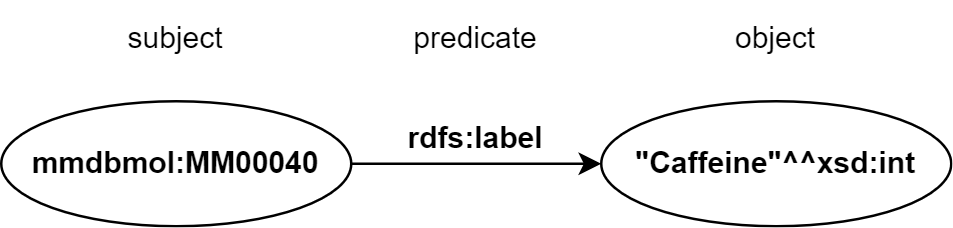 subject predicate object
rdfs:label
mmdbmol:MM00040 "Caffeine"^^xsd:int